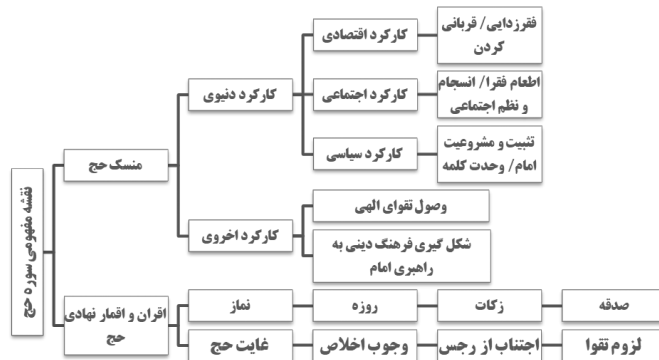 نقشه مفهومی سوره حج
منسک حج
کارکرد دنیوی
کارکرد اقتصادی
فقرزدایی/ قربانی
کردن
کارکرد اجتماعی
اطعام فقرا/ انسجام
و نظم اجتماعی
کارکرد سیاسی
تثبیت و مشروعیت
امام/ وحدت کلمه
کارکرد اخروی
وصول تقوای الهی
شکل گیری فرهنگ دینی به
راهبری امام
اقران و اقمار نهادی
حج
نماز
روزه
زکات
صدقه
غایت حج
وجوب اخلاص
اجتناب از رجس
لزوم تقوا